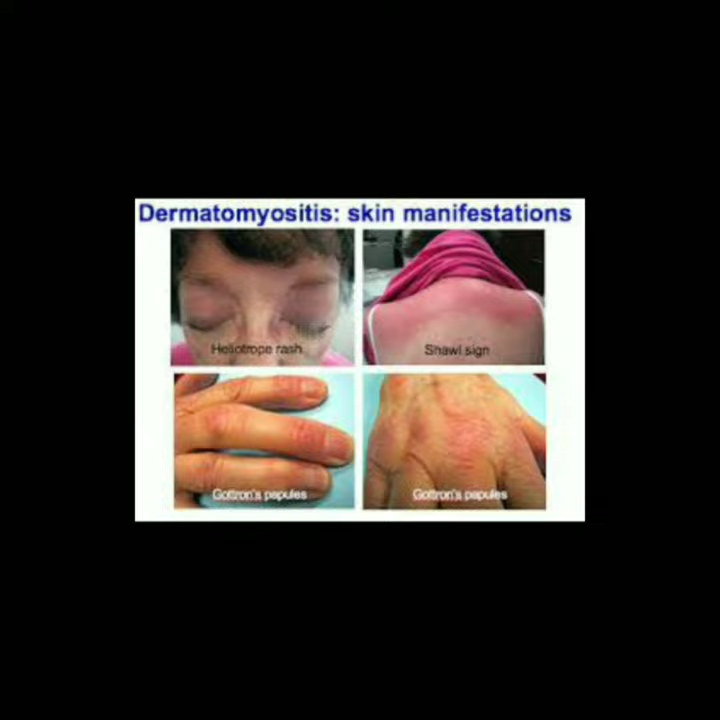 Dermatomyositis: skin manifestations
Heliotrope rash
Shawl sign
Gottron's papules
Gottron's papules